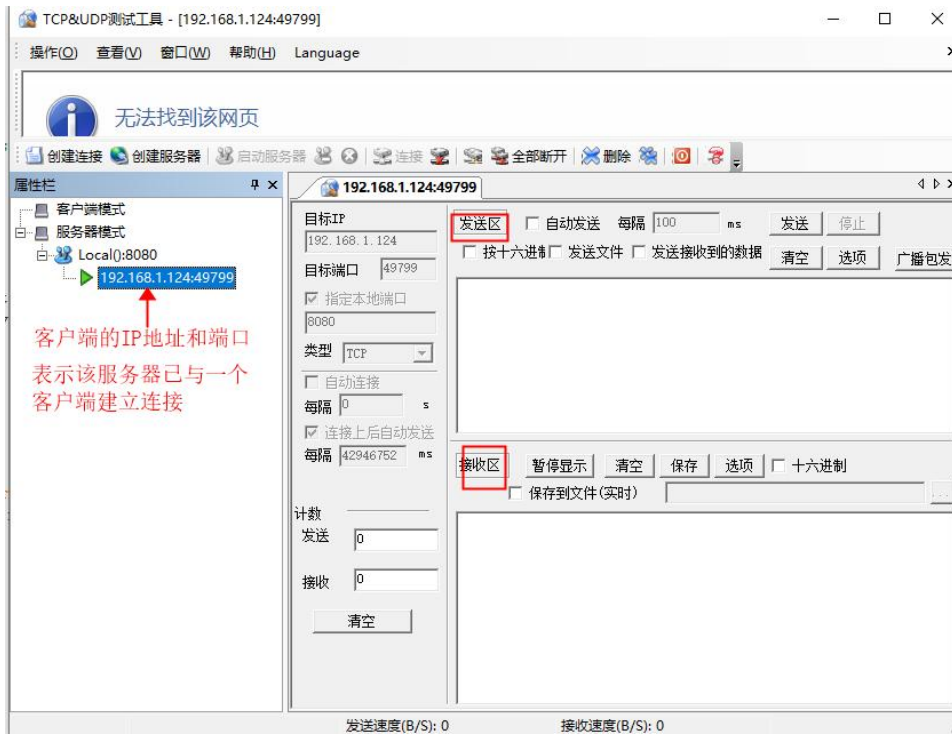 TCP&UDP测试工具 - [192.168.1.124:49799]
操作(O) 查看(V) 窗口(W) 帮助(H) Language
无法找到该网页
创建连接 创建服务器 启动服务器 连接 全部断开 删除
属性栏
客户端模式
服务器模式
Local():8080
192.168.1.124:49799
客户端的IP地址和端口
表示该服务器已与一个
客户端建立连接
192.168.1.124:49799
目标IP
192.168.1.124
目标端口 49799
指定本地端口
8080
类型 TCP
自动连接
每隔 0 s
连接上后自动发送
每隔 42946752 ms
计数
发送 0
接收 0
清空
发送区 自动发送 每隔 100 ms 发送 停止
按十六进制 发送文件 发送接收到的数据 清空 选项 广播包发
接收区 暂停显示 清空 保存 选项 十六进制
保存到文件(实时) ...
发送速度(B/S): 0 接收速度(B/S): 0